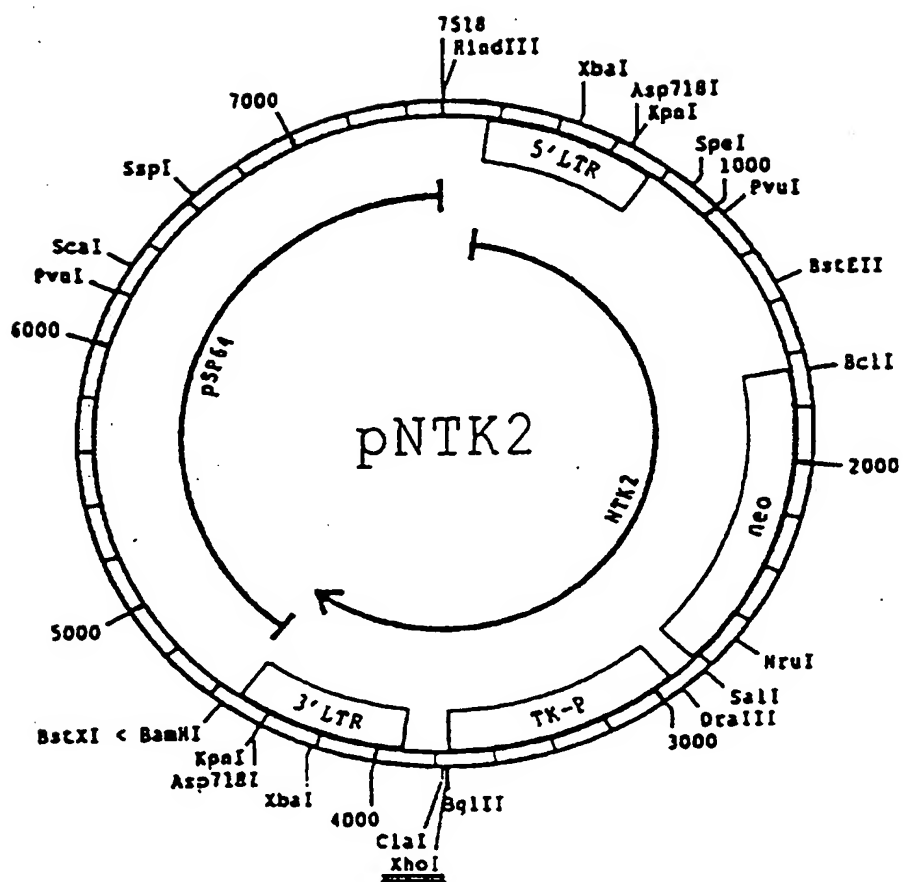 7518
HindIII
XbaI
Asp718I
KpnI
SpeI
1000
PvuI
BstEII
BclI
2000
NruI
SalI
DraIII
3000
BglII
ClaI
XhoI
4000
XbaI
Asp718I
KpnI
BstXI < BamHI
5000
6000
PvuI
ScaI
SspI
7000
5'LTR
neo
TK-P
3'LTR
pSP64
NTK2
pNTK2